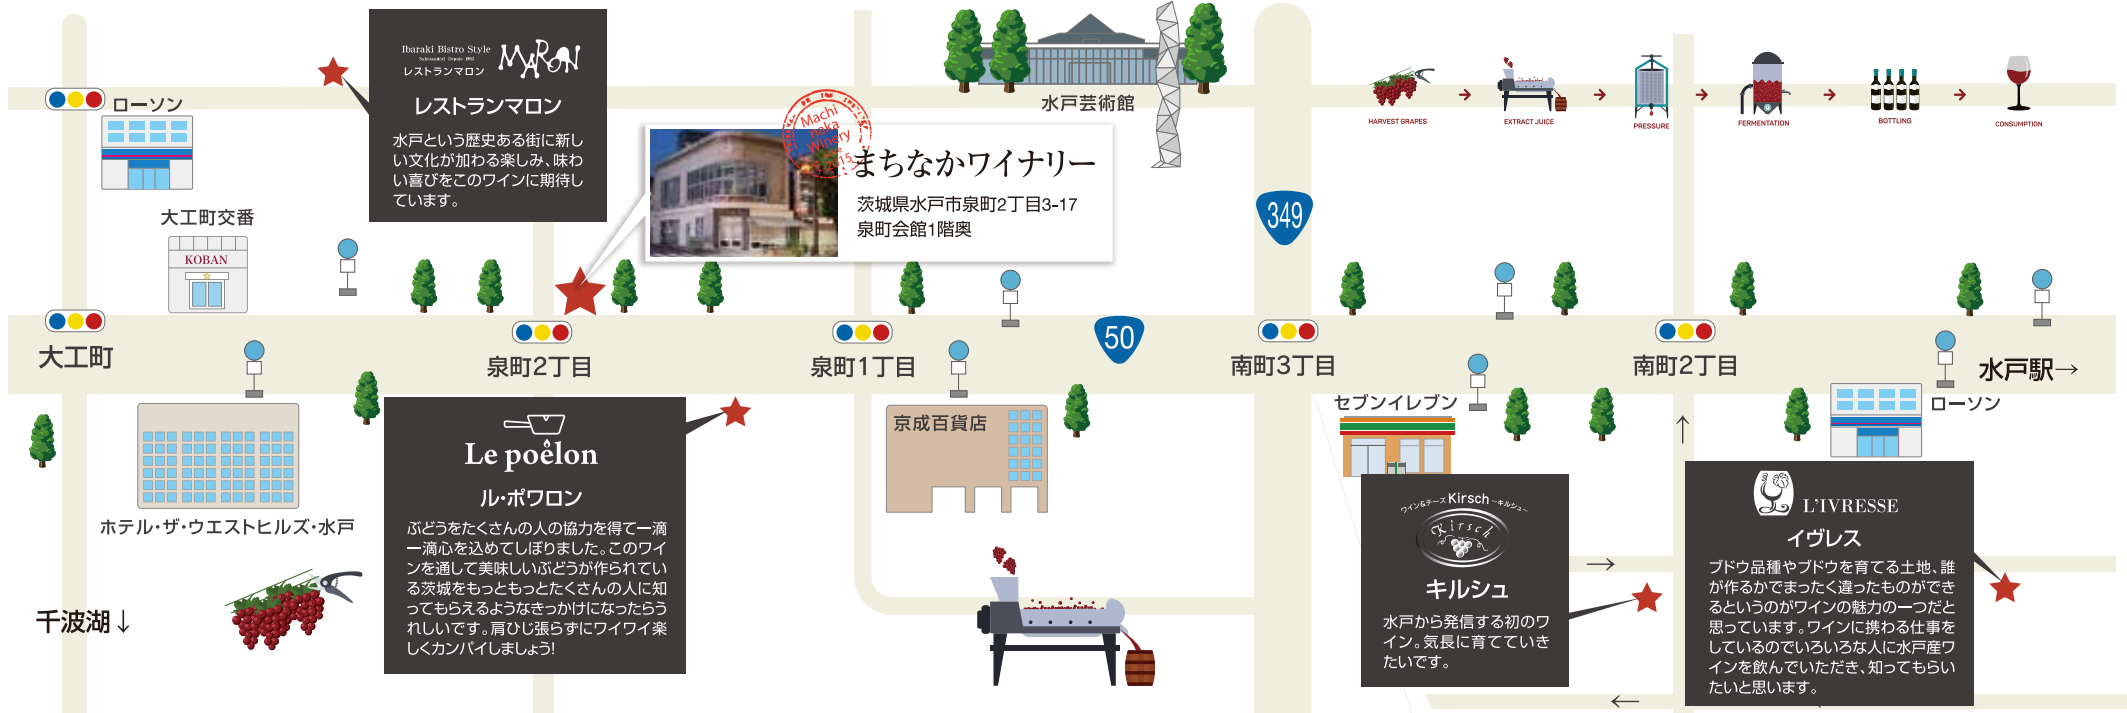 ローソン
大工町交番
KOBAN
大工町
ホテル・ザ・ウエストヒルズ・水戸
千波湖↓
Ibaraki Bistro Style
レストランマロン
MARON
レストランマロン
水戸という歴史ある街に新し
い文化が加わる楽しみ、味わ
い喜びをこのワインに期待し
ています。
Machi
naka
Winery
2015
まちなかワイナリー
茨城県水戸市泉町2丁目3-17
泉町会館1階奥
水戸芸術館
HARVEST GRAPES
EXTRACT JUICE
PRESSURE
FERMENTATION
BOTTLING
CONSUMPTION
349
50
泉町2丁目
泉町1丁目
南町3丁目
南町2丁目
水戸駅→
Le poêlon
ル・ポワロン
ぶどうをたくさんの人の協力を得て一滴
一滴心を込めてしぼりました。このワイ
ンを通して美味しいぶどうが作られてい
る茨城をもっともっとたくさんの人に知
ってもらえるようなきっかけになったらう
れしいです。肩ひじ張らずにワイワイ楽
しくカンパイしましょう!
京成百貨店
セブンイレブン
ローソン
ワイン&チーズ Kirsch ーキルシュー
Kirsch
キルシュ
水戸から発信する初のワ
イン。気長に育てていき
たいです。
L'IVRESSE
イヴレス
ブドウ品種やブドウを育てる土地、誰
が作るかでまったく違ったものができ
るというのがワインの魅力の一つだと
思っています。ワインに携わる仕事を
しているのでいろいろな人に水戸産ワ
インを飲んでいただき、知ってもらい
たいと思います。